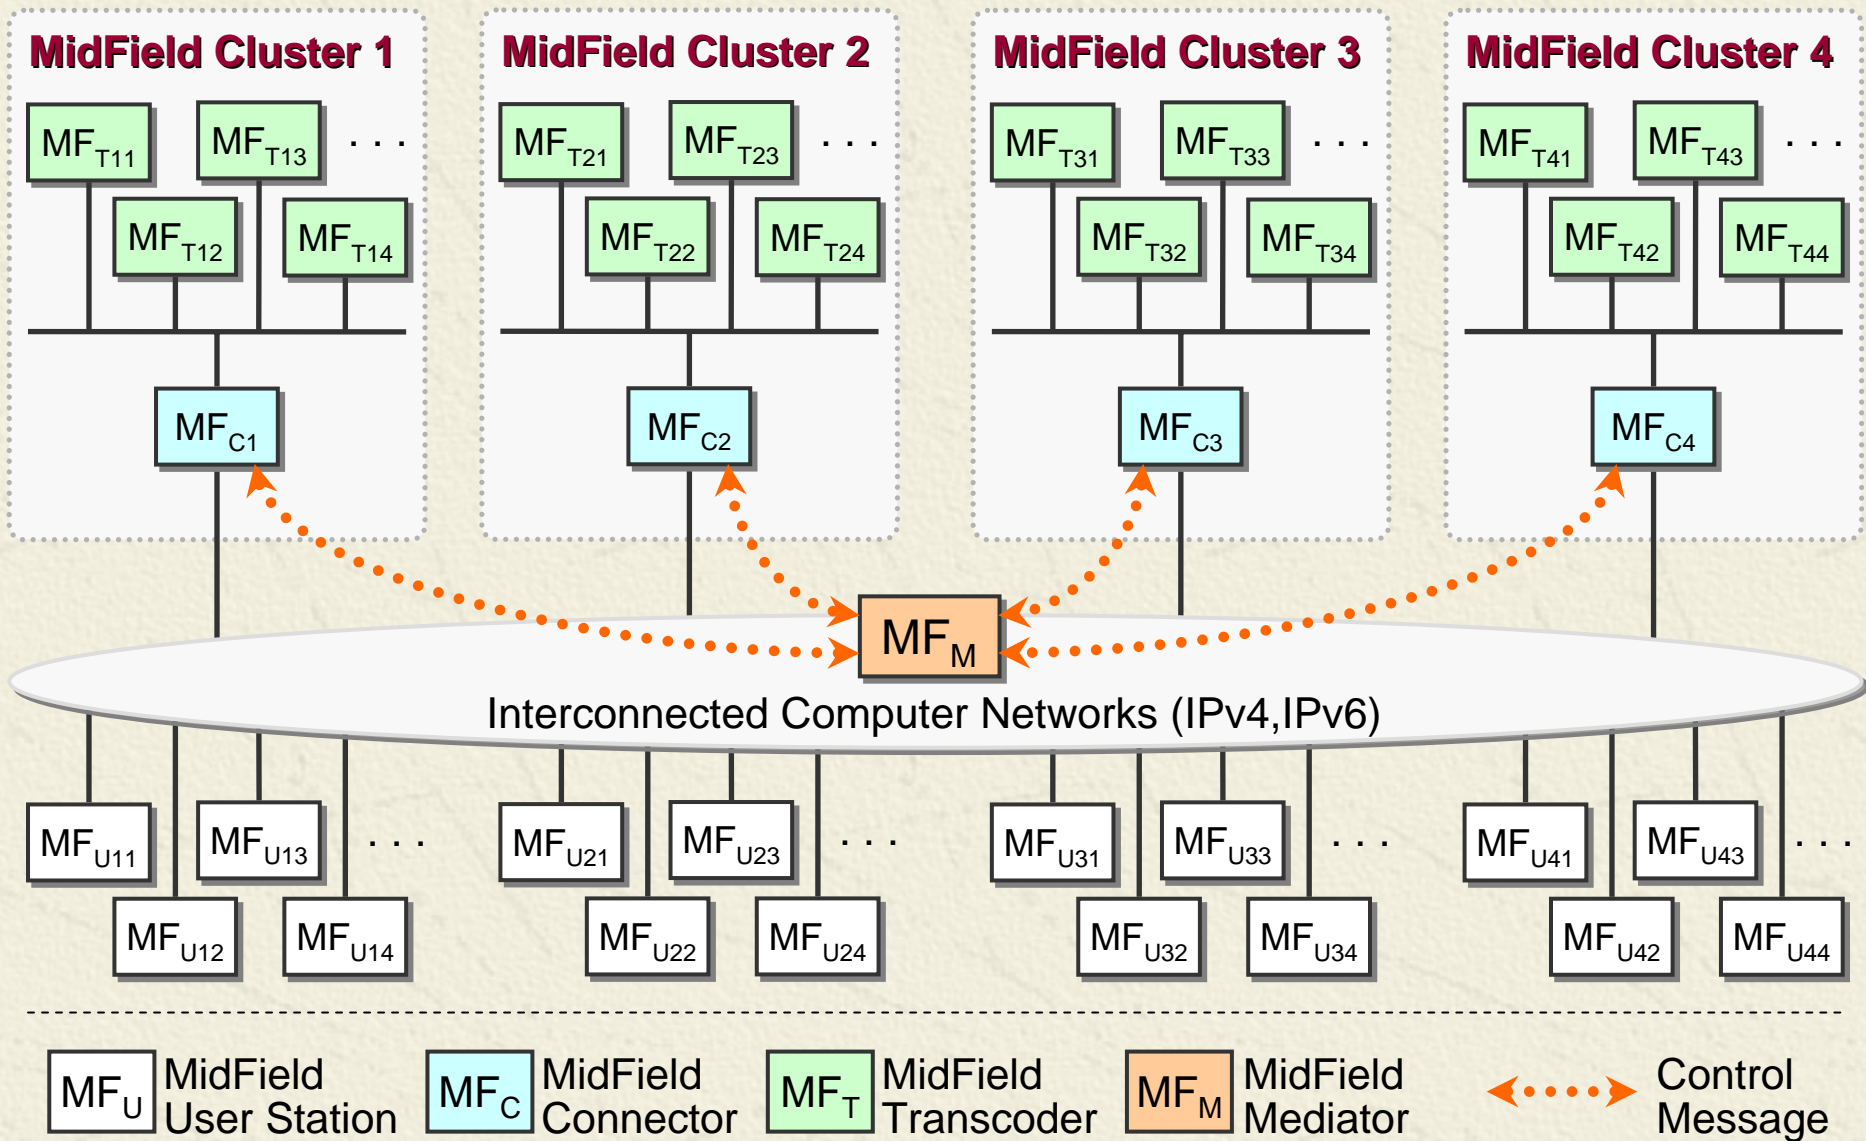 MidField Cluster 1 MidField Cluster 2 MidField Cluster 3 MidField Cluster 4
MFT11 MFT13 . . . MFT21 MFT23 . . . MFT31 MFT33 . . . MFT41 MFT43 . . .
MFT12 MFT14 MFT22 MFT24 MFT32 MFT34 MFT42 MFT44
MFC1 MFC2 MFC3 MFC4
MFM
Interconnected Computer Networks (IPv4,IPv6)
MFU11 MFU13 . . . MFU21 MFU23 . . . MFU31 MFU33 . . . MFU41 MFU43 . . .
MFU12 MFU14 MFU22 MFU24 MFU32 MFU34 MFU42 MFU44
MFU MidField
User Station
MFC MidField
Connector
MFT MidField
Transcoder
MFM MidField
Mediator
Control
Message